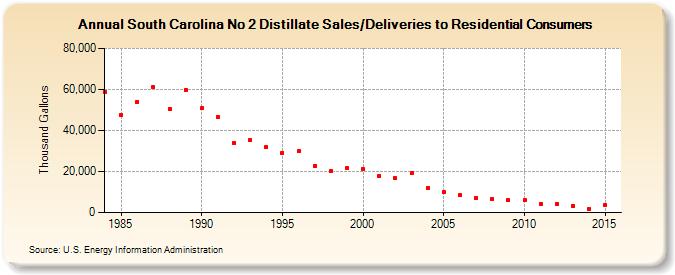 Annual South Carolina No 2 Distillate Sales/Deliveries to Residential Consumers
Thousand Gallons
80,000
60,000
40,000
20,000
0
1985 1990 1995 2000 2005 2010 2015
Source: U.S. Energy Information Administration